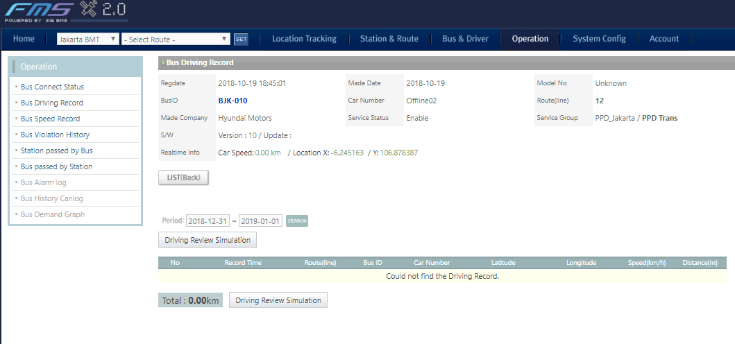 FMS 2.0
Home Jakarta BMT - Select Route - SET Location Tracking Station & Route Bus & Driver Operation System Config Account
Operation
Bus Connect Status
Bus Driving Record
Bus Speed Record
Bus Violation History
Station passed by Bus
Bus passed by Station
Bus Alarm log
Bus History Canlog
Bus Demand Graph
Bus Driving Record
Regdate 2018-10-19 18:45:01 Made Date 2018-10-19 Model No Unknown
BusID BJK-010 Car Number Offline02 Route(line) 12
Made Company Hyundai Motors Service Status Enable Service Group PPD_Jakarta / PPD Trans
S/W Version : 10 / Update :
Realtime Info Car Speed: 0.00 km / Location X: -6.245163 / Y: 106.878387
LIST(Back)
Period: 2018-12-31 ~ 2019-01-01 SEARCH
Driving Review Simulation
No Record Time Route(line) Bus ID Car Number Latitude Longitude Speed(km/h) Distance(m)
Could not find the Driving Record.
Total : 0.00km Driving Review Simulation